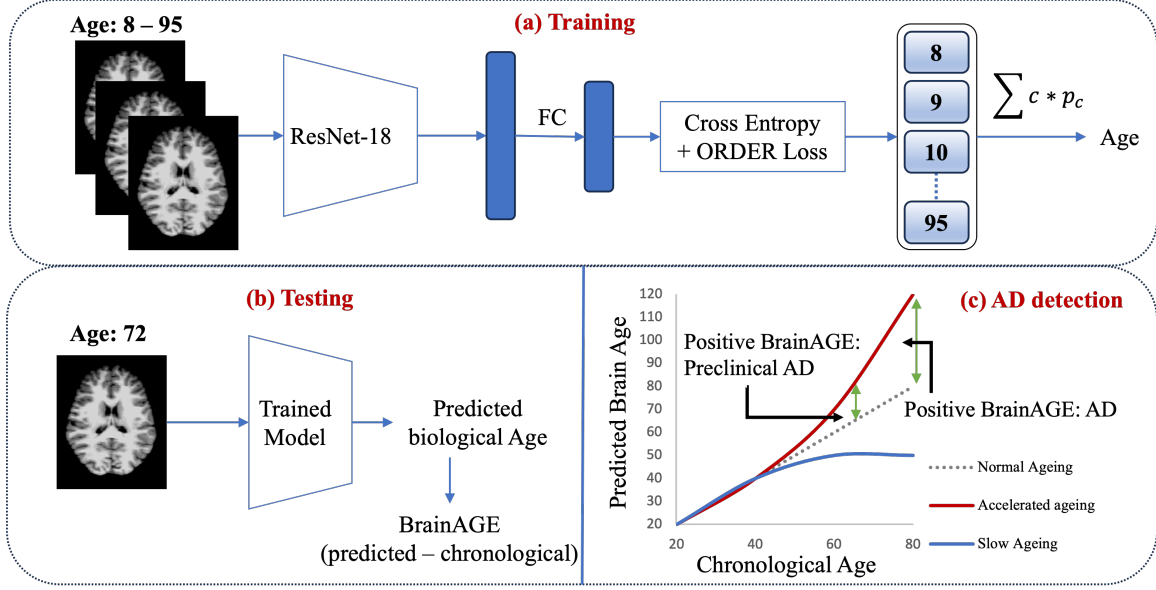 (a) Training
Age: 8 – 95
ResNet-18
FC
Cross Entropy
+ ORDER Loss
8
9
10
95
∑ c * p_c
Age
(b) Testing
Age: 72
Trained
Model
Predicted
biological Age
BrainAGE
(predicted – chronological)
(c) AD detection
Predicted Brain Age
120
110
100
90
80
70
60
50
40
30
20
20
40
60
80
Chronological Age
Positive BrainAGE:
Preclinical AD
Positive BrainAGE: AD
Normal Ageing
Accelerated ageing
Slow Ageing